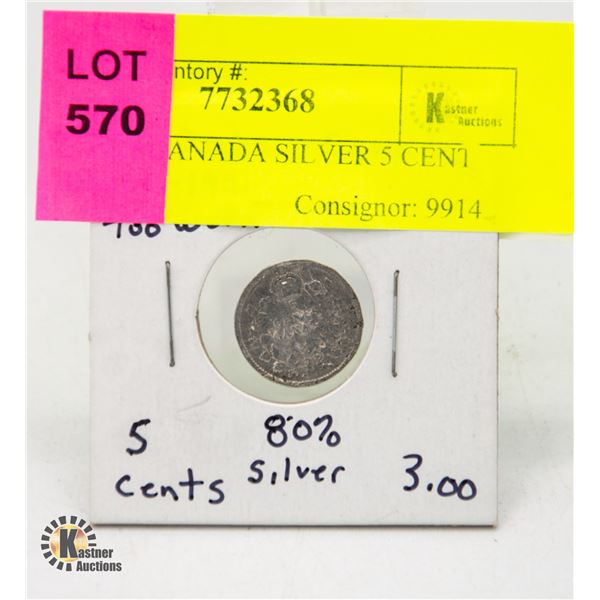 LOT
570
ntory #:
7732368
Kastner
Auctions
ANADA SILVER 5 CENT
Consignor: 9914
5
cents
80%
silver
3.00
Kastner
Auctions